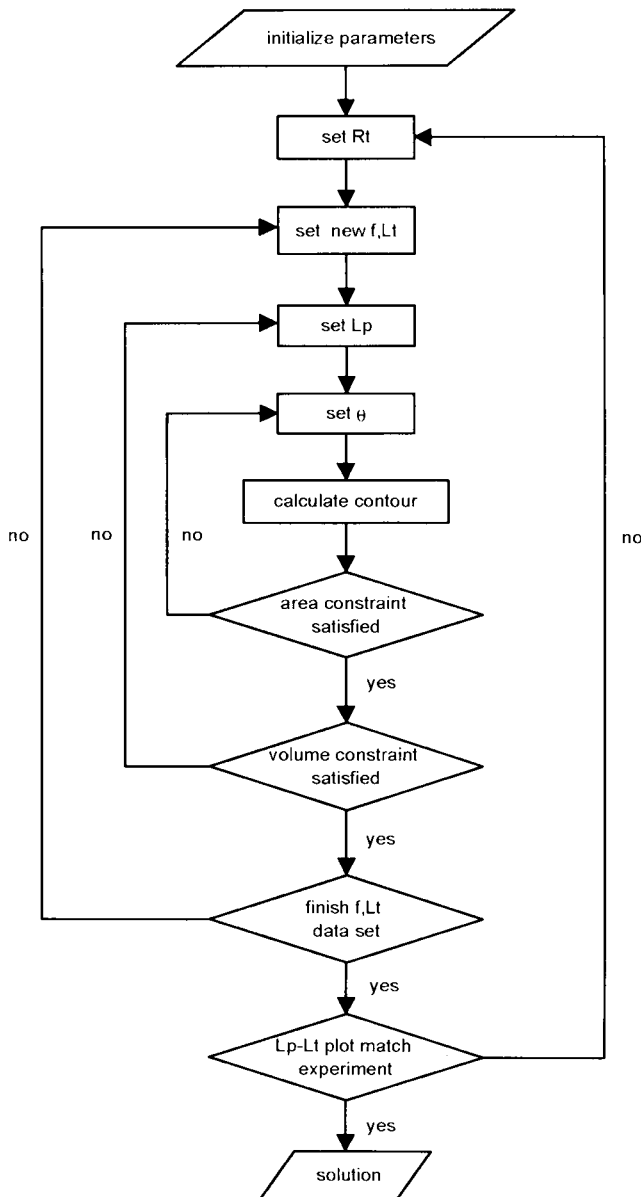 initialize parameters
set Rt
set new f,Lt
set Lp
set θ
calculate contour
no
no
no
no
area constraint
satisfied
yes
volume constraint
satisfied
yes
finish f,Lt
data set
yes
Lp-Lt plot match
experiment
yes
solution